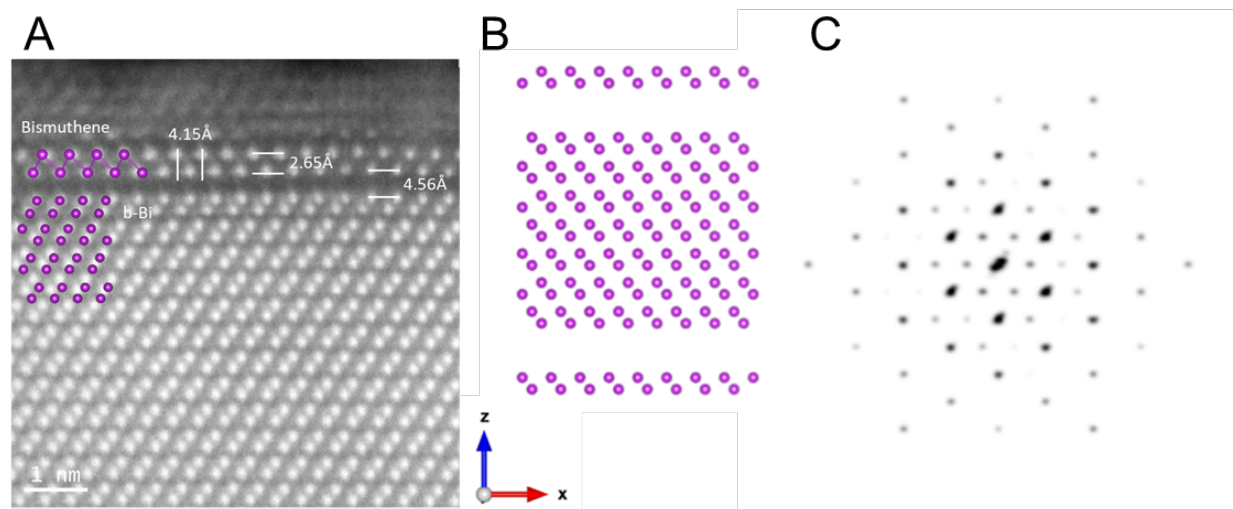 A
B
C
Bismuthene
4.15Å
2.65Å
4.56Å
b-Bi
1 nm
z
x